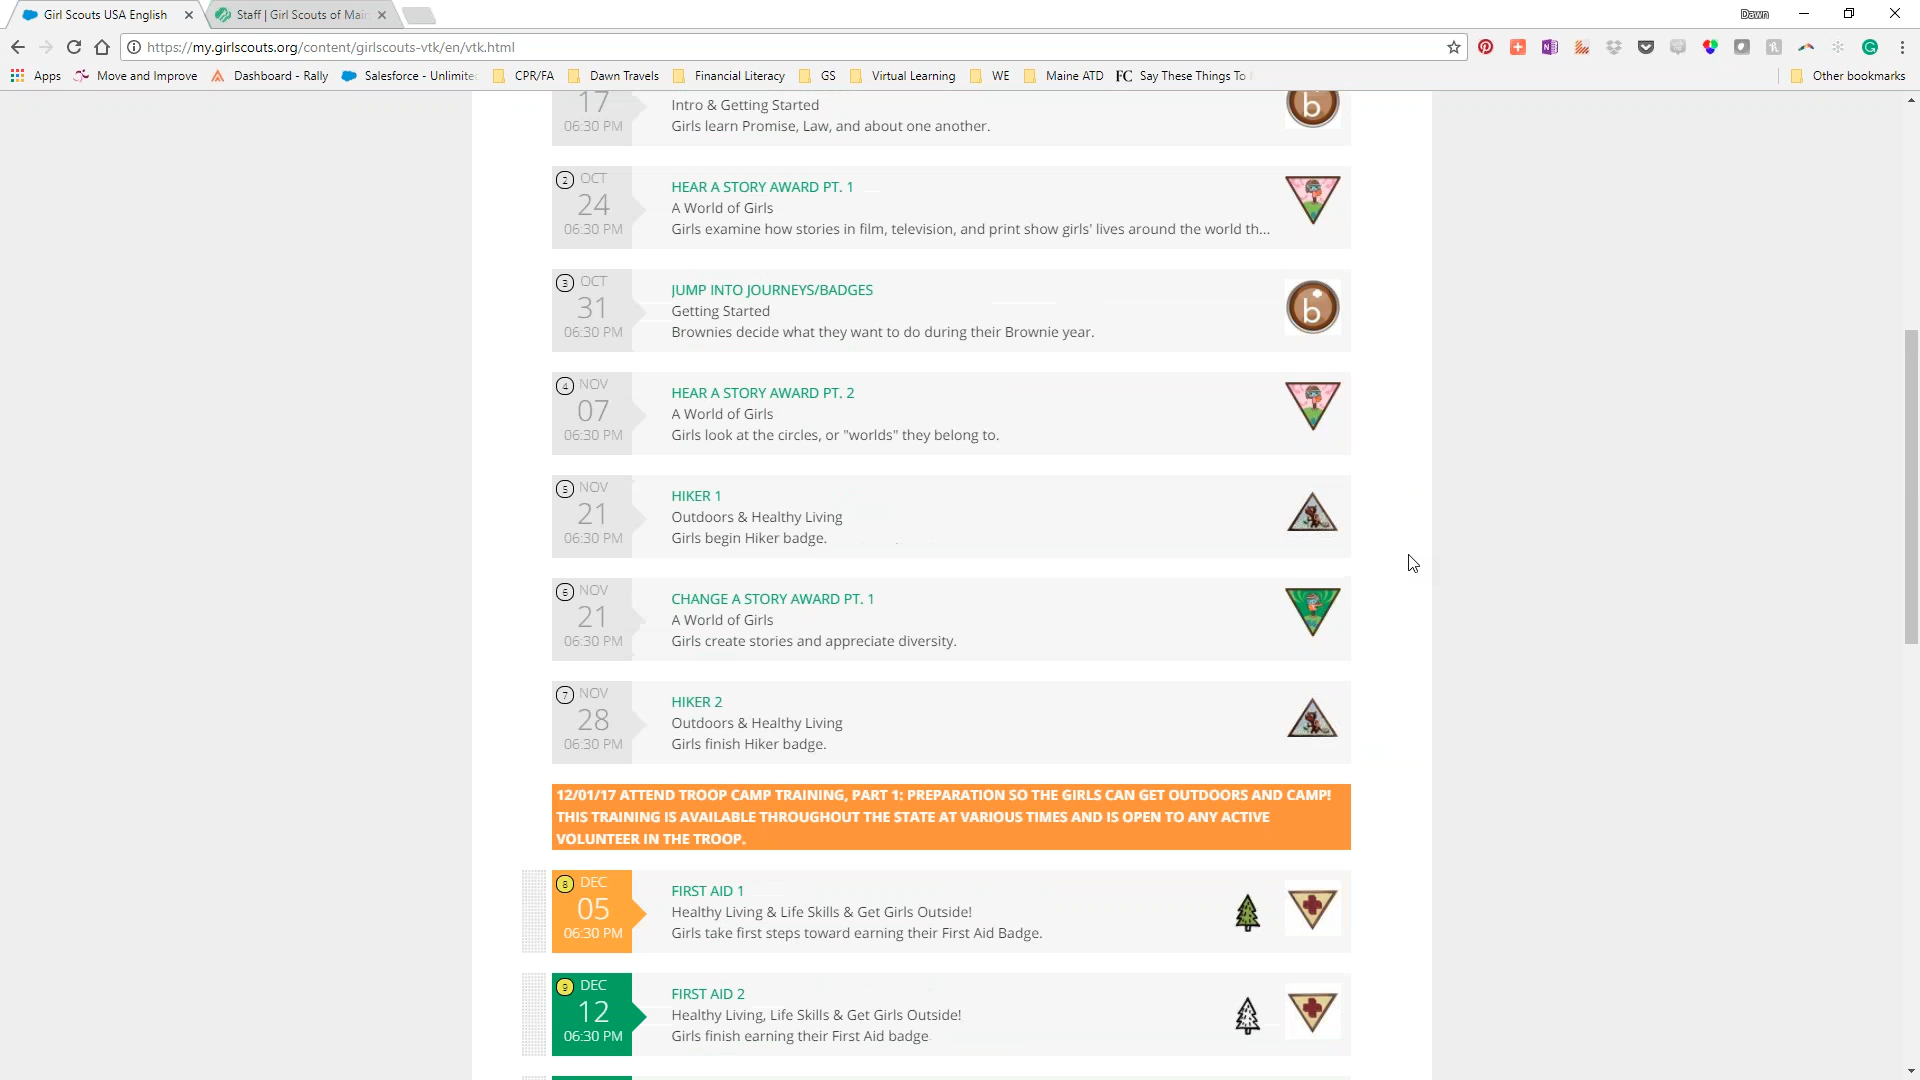 Girl Scouts USA English
Staff | Girl Scouts of Main
Dawn
https://my.girlscouts.org/content/girlscouts-vtk/en/vtk.html
Apps Move and Improve Dashboard - Rally Salesforce - Unlimite CPR/FA Dawn Travels Financial Literacy GS Virtual Learning WE Maine ATD FC Say These Things To Other bookmarks
17
06:30 PM
Intro & Getting Started
Girls learn Promise, Law, and about one another.
b
2 OCT
24
06:30 PM
HEAR A STORY AWARD PT. 1
A World of Girls
Girls examine how stories in film, television, and print show girls' lives around the world th...
3 OCT
31
06:30 PM
JUMP INTO JOURNEYS/BADGES
Getting Started
Brownies decide what they want to do during their Brownie year.
b
4 NOV
07
06:30 PM
HEAR A STORY AWARD PT. 2
A World of Girls
Girls look at the circles, or "worlds" they belong to.
5 NOV
21
06:30 PM
HIKER 1
Outdoors & Healthy Living
Girls begin Hiker badge.
6 NOV
21
06:30 PM
CHANGE A STORY AWARD PT. 1
A World of Girls
Girls create stories and appreciate diversity.
7 NOV
28
06:30 PM
HIKER 2
Outdoors & Healthy Living
Girls finish Hiker badge.
12/01/17 ATTEND TROOP CAMP TRAINING, PART 1: PREPARATION SO THE GIRLS CAN GET OUTDOORS AND CAMP!
THIS TRAINING IS AVAILABLE THROUGHOUT THE STATE AT VARIOUS TIMES AND IS OPEN TO ANY ACTIVE
VOLUNTEER IN THE TROOP.
8 DEC
05
06:30 PM
FIRST AID 1
Healthy Living & Life Skills & Get Girls Outside!
Girls take first steps toward earning their First Aid Badge.
9 DEC
12
06:30 PM
FIRST AID 2
Healthy Living, Life Skills & Get Girls Outside!
Girls finish earning their First Aid badge